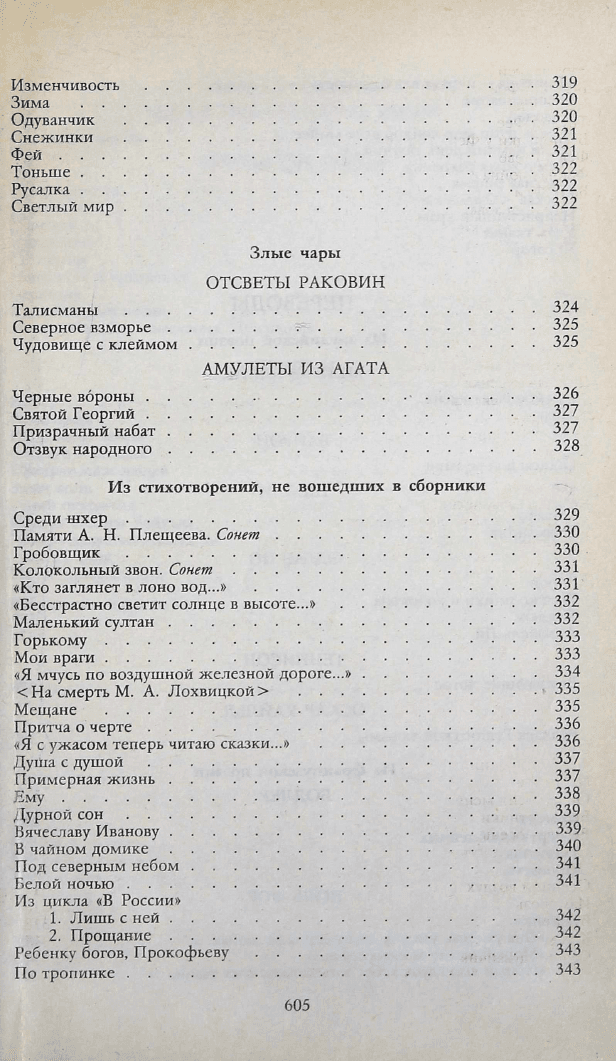 Изменчивость . . . . . . . . . . . . . . . . . . . . 319
Зима . . . . . . . . . . . . . . . . . . . . 320
Одуванчик . . . . . . . . . . . . . . . . . . . . 320
Снежинки . . . . . . . . . . . . . . . . . . . . 321
Фей . . . . . . . . . . . . . . . . . . . . 321
Тоньше . . . . . . . . . . . . . . . . . . . . 322
Русалка . . . . . . . . . . . . . . . . . . . . 322
Светлый мир . . . . . . . . . . . . . . . . . . . . 322
Злые чары
ОТСВЕТЫ РАКОВИН
Талисманы . . . . . . . . . . . . . . . . . . . . 324
Северное взморье . . . . . . . . . . . . . . . . . . 325
Чудовище с клеймом . . . . . . . . . . . . . . . . . 325
АМУЛЕТЫ ИЗ АГАТА
Черные вóроны . . . . . . . . . . . . . . . . . . . 326
Святой Георгий . . . . . . . . . . . . . . . . . . . 327
Призрачный набат . . . . . . . . . . . . . . . . . . 327
Отзвук народного . . . . . . . . . . . . . . . . . . 328
Из стихотворений, не вошедших в сборники
Среди шхер . . . . . . . . . . . . . . . . . . . . 329
Памяти А. Н. Плещеева. Сонет . . . . . . . . . . . . . 330
Гробовщик . . . . . . . . . . . . . . . . . . . . 330
Колокольный звон. Сонет . . . . . . . . . . . . . . . 331
«Кто заглянет в лоно вод...» . . . . . . . . . . . . . . 331
«Бесстрастно светит солнце в высоте...» . . . . . . . . . . 332
Маленький султан . . . . . . . . . . . . . . . . . . 332
Горькому . . . . . . . . . . . . . . . . . . . . 333
Мои враги . . . . . . . . . . . . . . . . . . . . 333
«Я мчусь по воздушной железной дороге...» . . . . . . . . . 334
<На смерть М. А. Лохвицкой> . . . . . . . . . . . . . 335
Мещане . . . . . . . . . . . . . . . . . . . . 335
Притча о черте . . . . . . . . . . . . . . . . . . . 336
«Я с ужасом теперь читаю сказки...» . . . . . . . . . . . 336
Душа с душой . . . . . . . . . . . . . . . . . . . 337
Примерная жизнь . . . . . . . . . . . . . . . . . . 337
Ему . . . . . . . . . . . . . . . . . . . . 338
Дурной сон . . . . . . . . . . . . . . . . . . . . 339
Вячеславу Иванову . . . . . . . . . . . . . . . . . . 339
В чайном домике . . . . . . . . . . . . . . . . . . 340
Под северным небом . . . . . . . . . . . . . . . . . 341
Белой ночью . . . . . . . . . . . . . . . . . . . . 341
Из цикла «В России»
1. Лишь с ней . . . . . . . . . . . . . . . . . . . 342
2. Прощание . . . . . . . . . . . . . . . . . . . 342
Ребенку богов, Прокофьеву . . . . . . . . . . . . . . 343
По тропинке . . . . . . . . . . . . . . . . . . . . 343
605